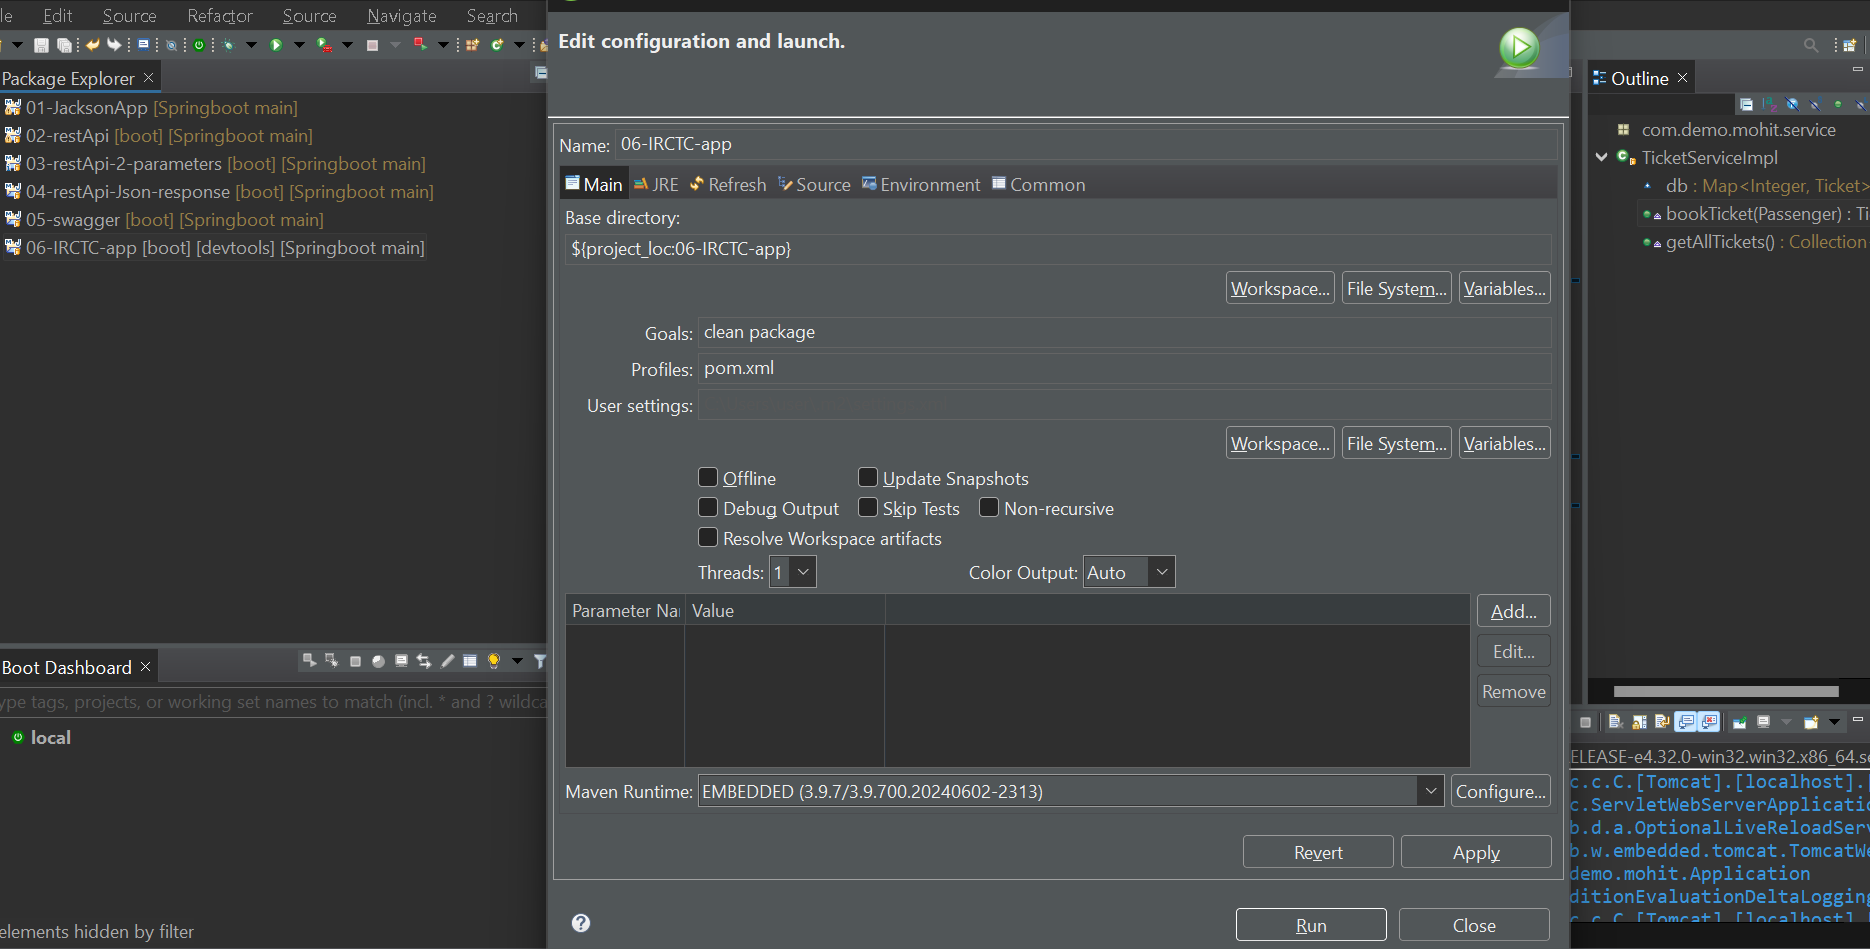 Edit Source Refactor Source Navigate Search
Package Explorer
01-JacksonApp [Springboot main]
02-restApi [boot] [Springboot main]
03-restApi-2-parameters [boot] [Springboot main]
04-restApi-Json-response [boot] [Springboot main]
05-swagger [boot] [Springboot main]
06-IRCTC-app [boot] [devtools] [Springboot main]
Boot Dashboard
ype tags, projects, or working set names to match (incl. * and ? wildca
local
elements hidden by filter
Edit configuration and launch.
Name: 06-IRCTC-app
Main JRE Refresh Source Environment Common
Base directory:
${project_loc:06-IRCTC-app}
Workspace... File System... Variables...
Goals: clean package
Profiles: pom.xml
User settings:
Workspace... File System... Variables...
Offline Update Snapshots
Debug Output Skip Tests Non-recursive
Resolve Workspace artifacts
Threads: 1 Color Output: Auto
Parameter Na Value
Add...
Edit...
Remove
Maven Runtime: EMBEDDED (3.9.7/3.9.700.20240602-2313) Configure...
Revert Apply
Run Close
Outline
com.demo.mohit.service
TicketServiceImpl
db : Map<Integer, Ticket>
bookTicket(Passenger) : Ti
getAllTickets() : Collection
ELEASE-e4.32.0-win32.win32.x86_64.se
c.c.C.[Tomcat].[localhost].
c.ServletWebServerApplicatio
b.d.a.OptionalLiveReloadServ
b.w.embedded.tomcat.TomcatWe
demo.mohit.Application
ditionEvaluationDeltaLogging
c.c.C.[Tomcat].[localhost].